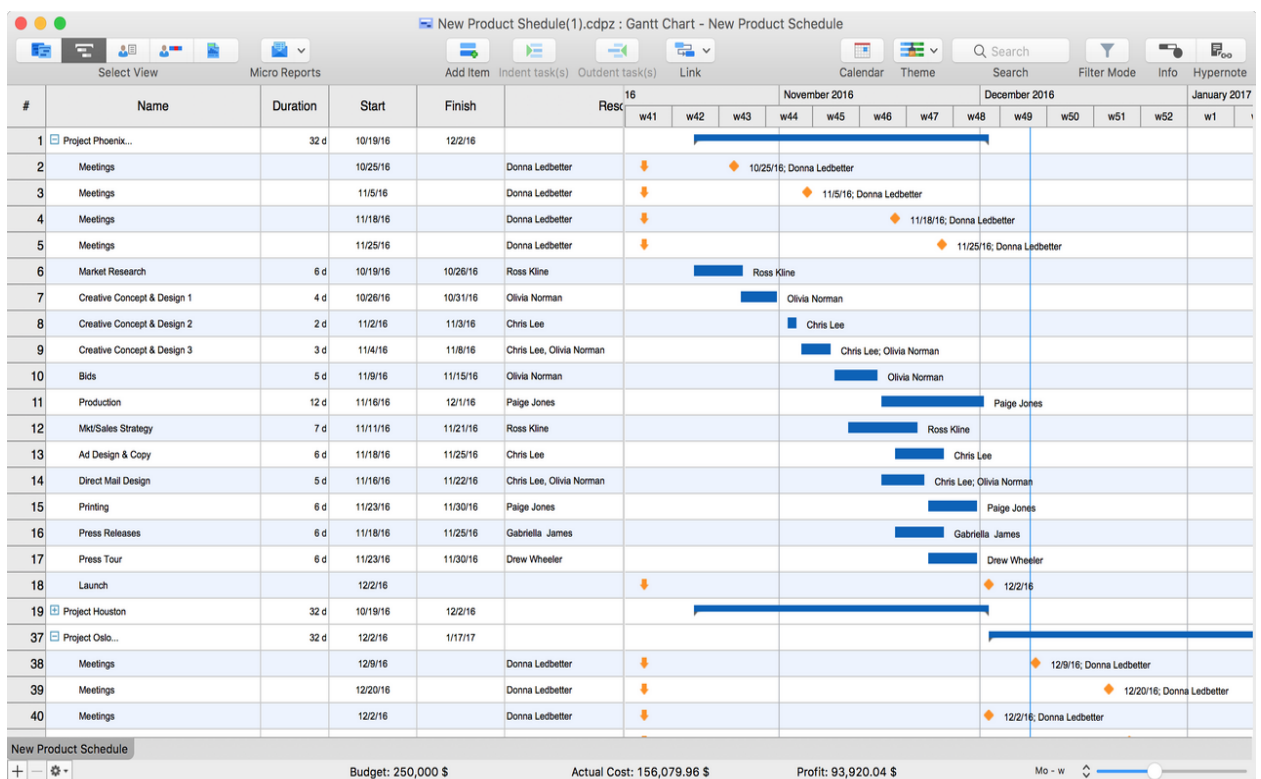 New Product Shedule(1).cdpz : Gantt Chart - New Product Schedule
Select View Micro Reports Add Item Indent task(s) Outdent task(s) Link Calendar Theme Search Search Filter Mode Info Hypernote
# Name Duration Start Finish Resc 16 November 2016 December 2016 January 2017
w41 w42 w43 w44 w45 w46 w47 w48 w49 w50 w51 w52 w1
1 Project Phoenix... 32 d 10/19/16 12/2/16
2 Meetings 10/25/16 Donna Ledbetter 10/25/16; Donna Ledbetter
3 Meetings 11/5/16 Donna Ledbetter 11/5/16; Donna Ledbetter
4 Meetings 11/18/16 Donna Ledbetter 11/18/16; Donna Ledbetter
5 Meetings 11/25/16 Donna Ledbetter 11/25/16; Donna Ledbetter
6 Market Research 6 d 10/19/16 10/26/16 Ross Kline Ross Kline
7 Creative Concept & Design 1 4 d 10/26/16 10/31/16 Olivia Norman Olivia Norman
8 Creative Concept & Design 2 2 d 11/2/16 11/3/16 Chris Lee Chris Lee
9 Creative Concept & Design 3 3 d 11/4/16 11/8/16 Chris Lee, Olivia Norman Chris Lee; Olivia Norman
10 Bids 5 d 11/9/16 11/15/16 Olivia Norman Olivia Norman
11 Production 12 d 11/16/16 12/1/16 Paige Jones Paige Jones
12 Mkt/Sales Strategy 7 d 11/11/16 11/21/16 Ross Kline Ross Kline
13 Ad Design & Copy 6 d 11/18/16 11/25/16 Chris Lee Chris Lee
14 Direct Mail Design 5 d 11/16/16 11/22/16 Chris Lee, Olivia Norman Chris Lee; Olivia Norman
15 Printing 6 d 11/23/16 11/30/16 Paige Jones Paige Jones
16 Press Releases 6 d 11/18/16 11/25/16 Gabriella James Gabriella James
17 Press Tour 6 d 11/23/16 11/30/16 Drew Wheeler Drew Wheeler
18 Launch 12/2/16 12/2/16
19 Project Houston 32 d 10/19/16 12/2/16
37 Project Oslo... 32 d 12/2/16 1/17/17
38 Meetings 12/9/16 Donna Ledbetter 12/9/16; Donna Ledbetter
39 Meetings 12/20/16 Donna Ledbetter 12/20/16; Donna Ledbetter
40 Meetings 12/2/16 Donna Ledbetter 12/2/16; Donna Ledbetter
New Product Schedule
Budget: 250,000 $ Actual Cost: 156,079.96 $ Profit: 93,920.04 $ Mo - w